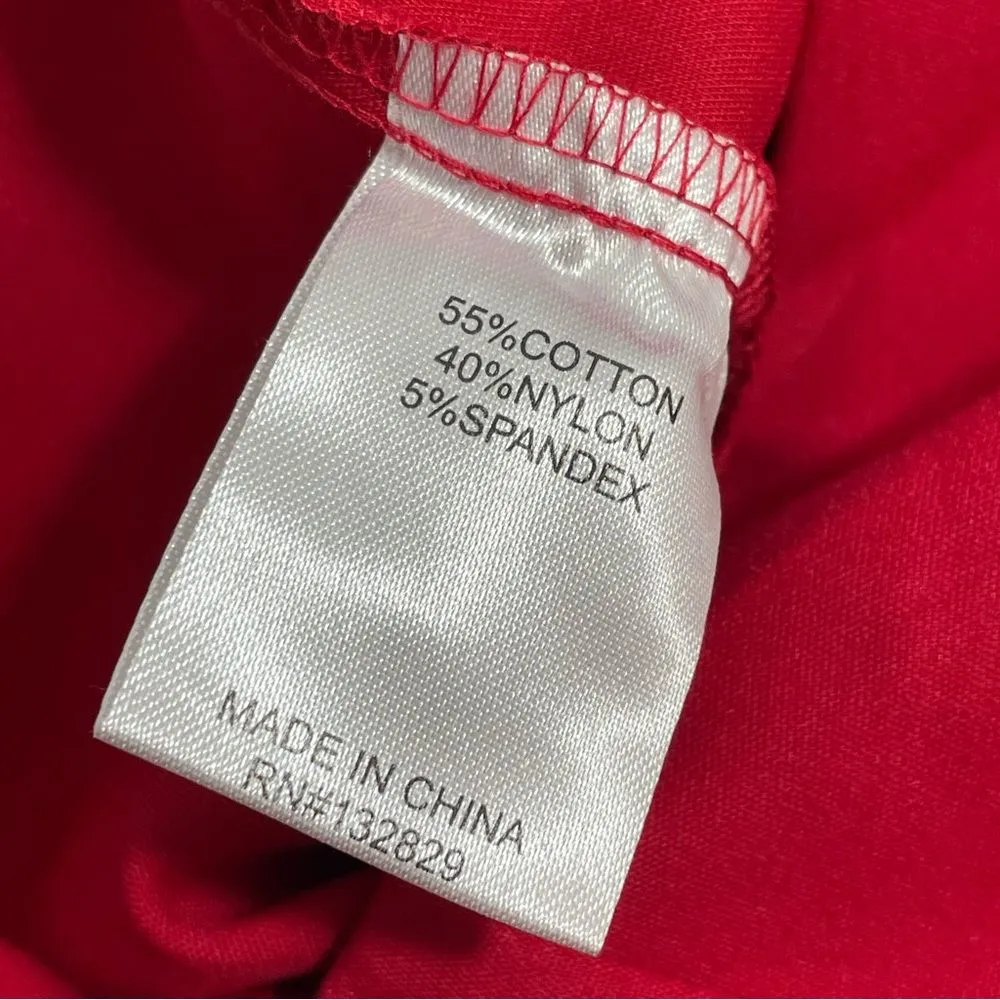 55%COTTON
40%NYLON
5%SPANDEX
MADE IN CHINA
RN#132829